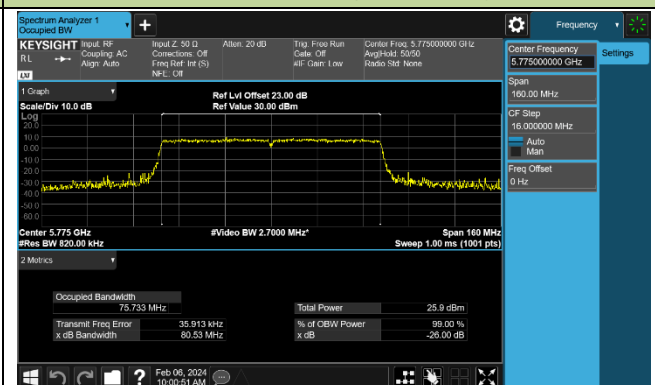 Spectrum Analyzer 1
Occupied BW
+
Frequency
KEYSIGHT
RL
LXI
Input: RF
Coupling: AC
Align: Auto
Input Z: 50 Ω
Corrections: Off
Freq Ref: Int (S)
NFE: Off
Atten: 20 dB
Trig: Free Run
Gate: Off
#IF Gain: Low
Center Freq: 5.775000000 GHz
Avg|Hold: 50/50
Radio Std: None
Center Frequency
5.775000000 GHz
Settings
Span
160.00 MHz
CF Step
16.000000 MHz
Auto
Man
Freq Offset
0 Hz
1 Graph
Scale/Div 10.0 dB
Ref Lvl Offset 23.00 dB
Ref Value 30.00 dBm
Log
20.0
10.0
0.00
-10.0
-20.0
-30.0
-40.0
-50.0
-60.0
Center 5.775 GHz
#Res BW 820.00 kHz
#Video BW 2.7000 MHz*
Span 160 MHz
Sweep 1.00 ms (1001 pts)
2 Metrics
Occupied Bandwidth
75.733 MHz
Total Power
25.9 dBm
Transmit Freq Error
35.913 kHz
% of OBW Power
99.00 %
x dB Bandwidth
80.53 MHz
x dB
-26.00 dB
?
Feb 06, 2024
10:00:51 AM